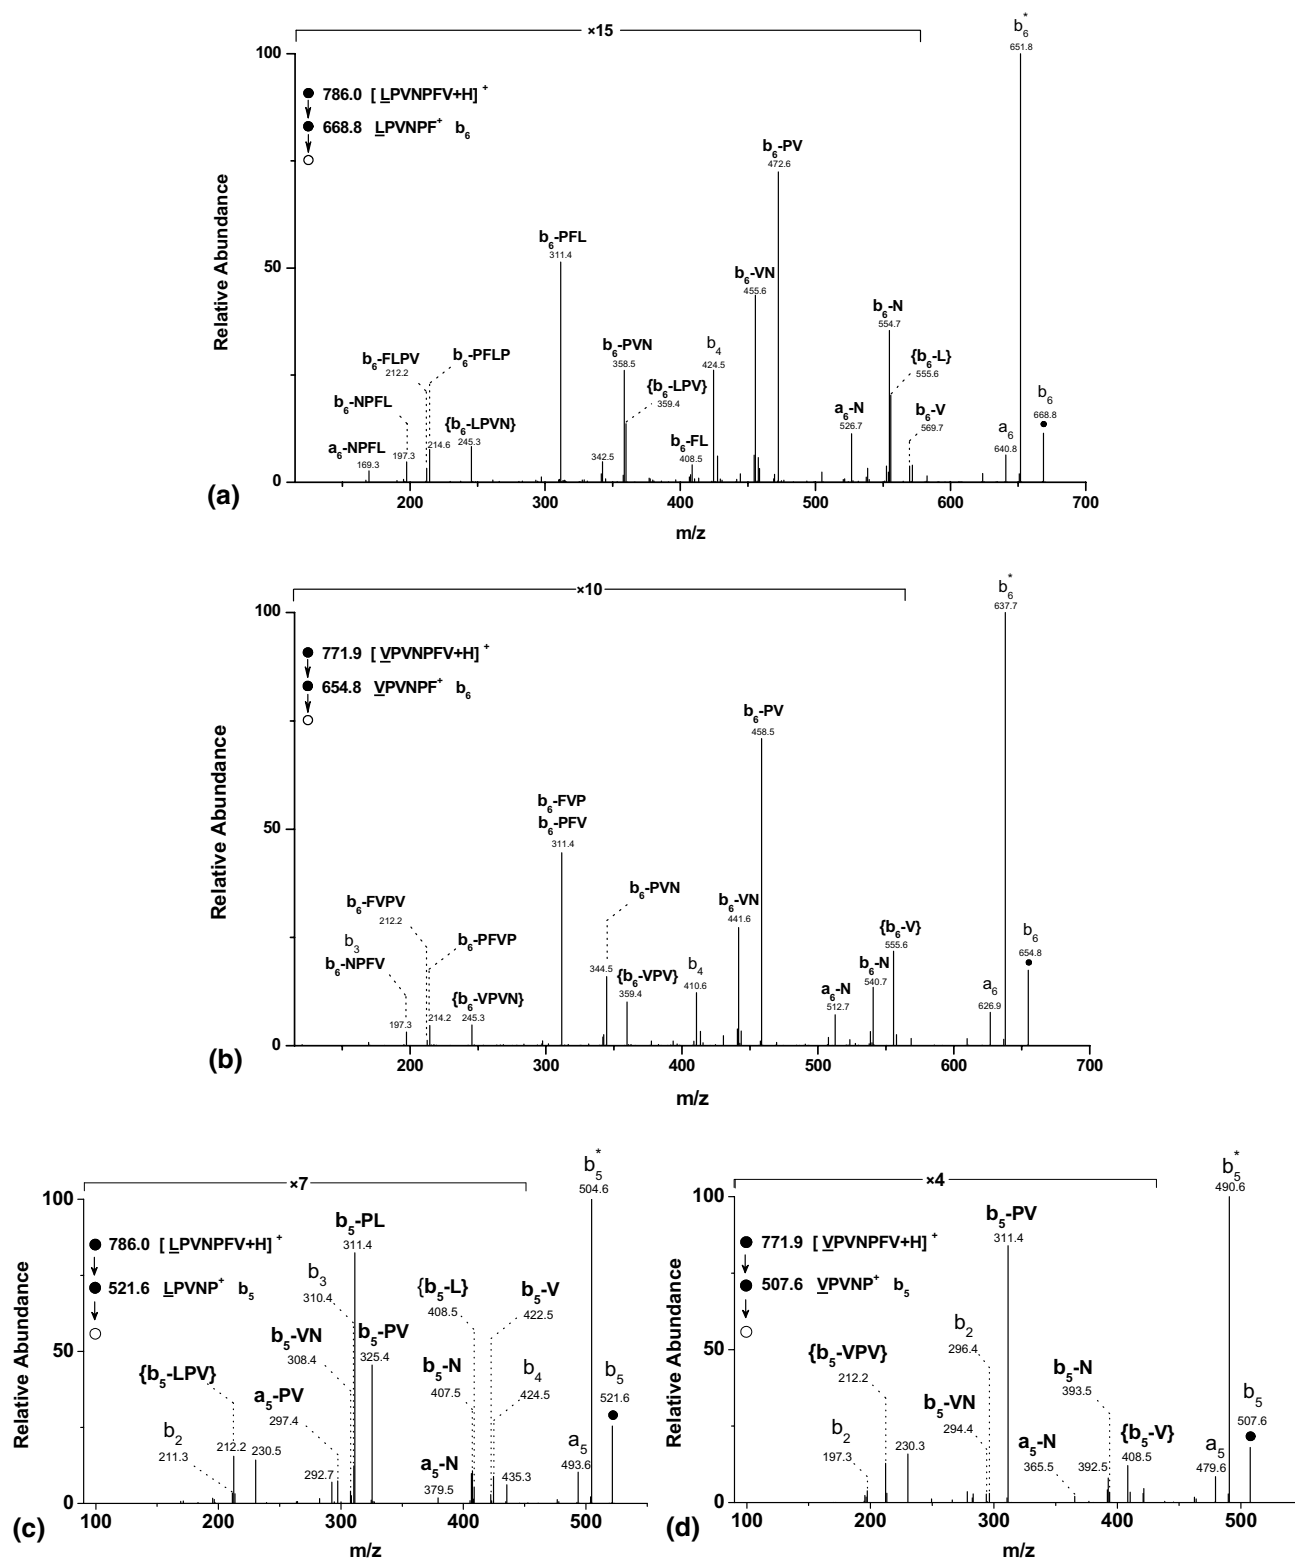 ×15
b6*
651.8
100
786.0 [ LPVNPFV+H] +
668.8 LPVNPF+ b6
b6-PV
472.6
b6-PFL
311.4
50
b6-VN
455.6
b6-N
554.7
b6-PVN
358.5
b4
424.5
{b6-L}
555.6
b6-FLPV
212.2
b6-PFLP
{b6-LPV}
359.4
b6-NPFL
{b6-LPVN}
245.3
a6-N
526.7
b6-V
569.7
b6
668.8
a6-NPFL
169.3
197.3
214.6
342.5
b6-FL
408.5
a6
640.8
0
Relative Abundance
200
300
400
500
600
700
m/z
(a)
×10
b6*
637.7
100
771.9 [ VPVNPFV+H] +
654.8 VPVNPF+ b6
b6-PV
458.5
b6-FVP
b6-PFV
311.4
50
b6-FVPV
212.2
b6-PVN
344.5
b6-VN
441.6
{b6-V}
555.6
b3
b6-NPFV
197.3
b6-PFVP
214.2
{b6-VPVN}
245.3
{b6-VPV}
359.4
b4
410.6
a6-N
512.7
b6-N
540.7
a6
626.9
b6
654.8
0
Relative Abundance
200
300
400
500
600
700
m/z
(b)
×7
b5*
504.6
100
786.0 [ LPVNPFV+H] +
521.6 LPVNP+ b5
b5-PL
311.4
b3
310.4
{b5-L}
408.5
b5-V
422.5
b5-VN
308.4
b5-PV
325.4
50
{b5-LPV}
212.2
a5-PV
297.4
b5-N
407.5
b4
424.5
b5
521.6
b2
211.3
230.5
292.7
a5-N
379.5
435.3
a5
493.6
0
Relative Abundance
100
200
300
400
500
m/z
(c)
×4
b5*
490.6
100
771.9 [ VPVNPFV+H] +
507.6 VPVNP+ b5
b5-PV
311.4
b2
296.4
{b5-VPV}
212.2
50
b5-N
393.5
b5-VN
294.4
b2
197.3
230.3
a5-N
365.5
392.5
{b5-V}
408.5
a5
479.6
b5
507.6
0
Relative Abundance
100
200
300
400
500
m/z
(d)